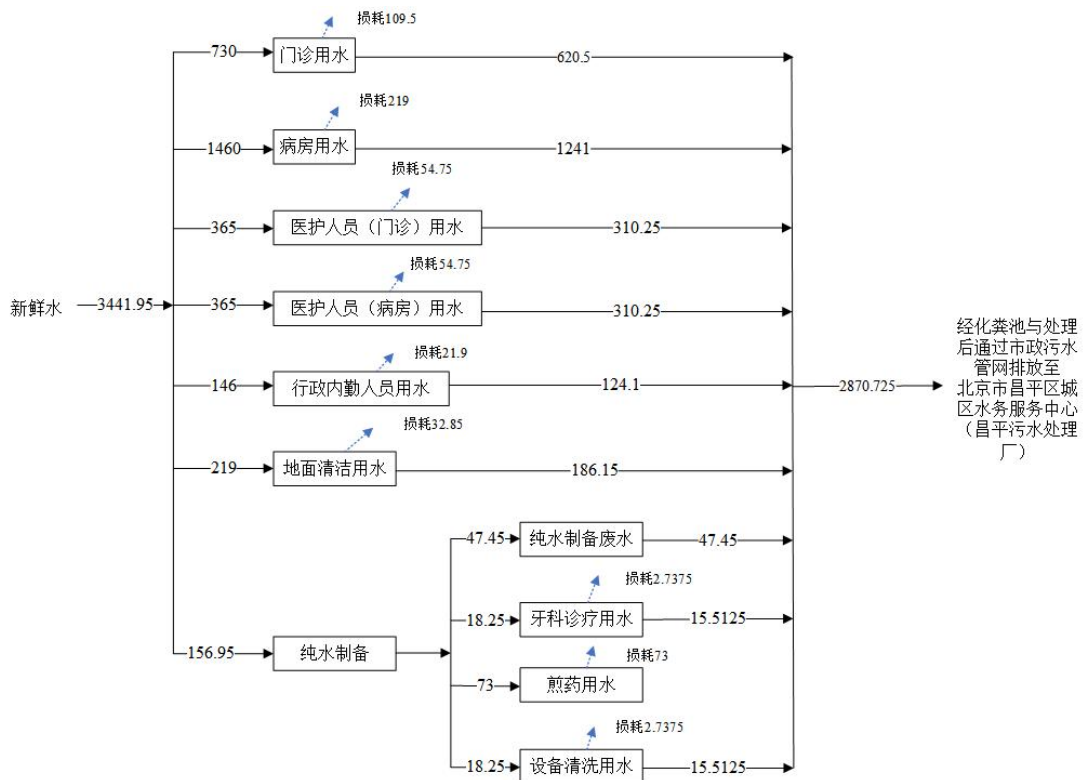 损耗109.5
730
门诊用水
620.5
损耗219
1460
病房用水
1241
损耗54.75
365
医护人员（门诊）用水
310.25
损耗54.75
新鲜水
3441.95
365
医护人员（病房）用水
310.25
损耗21.9
146
行政内勤人员用水
124.1
2870.725
经化粪池与处理
后通过市政污水
管网排放至
北京市昌平区城
区水务服务中心
（昌平污水处理
厂）
损耗32.85
219
地面清洁用水
186.15
47.45
纯水制备废水
47.45
损耗2.7375
18.25
牙科诊疗用水
15.5125
156.95
纯水制备
损耗73
73
煎药用水
损耗2.7375
18.25
设备清洗用水
15.5125